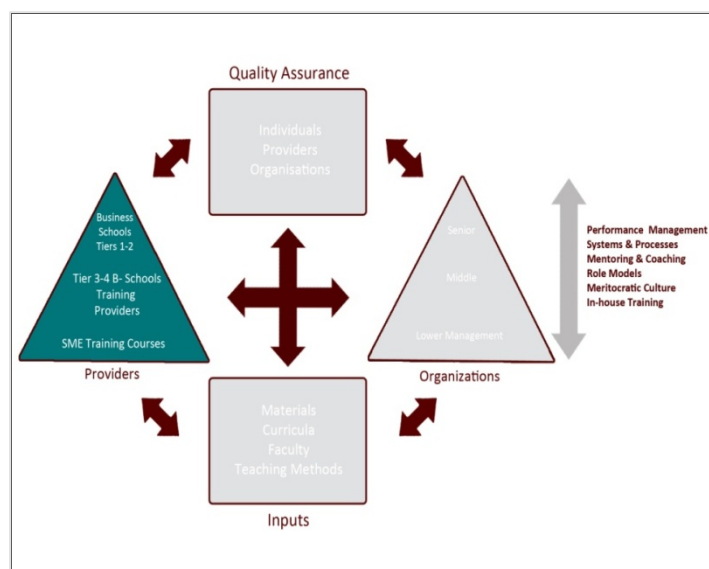 Quality Assurance
Individuals
Providers
Organisations
Business
Schools
Tiers 1-2
Tier 3-4 B- Schools
Training
Providers
SME Training Courses
Providers
Senior
Middle
Lower Management
Organizations
Performance Management
Systems & Processes
Mentoring & Coaching
Role Models
Meritocratic Culture
In-house Training
Materials
Curricula
Faculty
Teaching Methods
Inputs